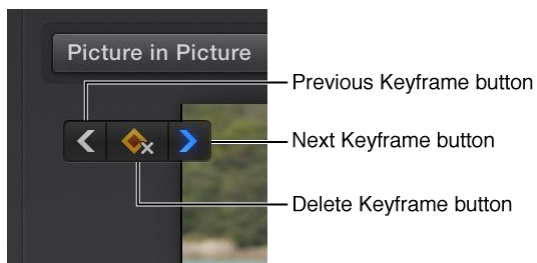 Picture in Picture
Previous Keyframe button
Next Keyframe button
Delete Keyframe button